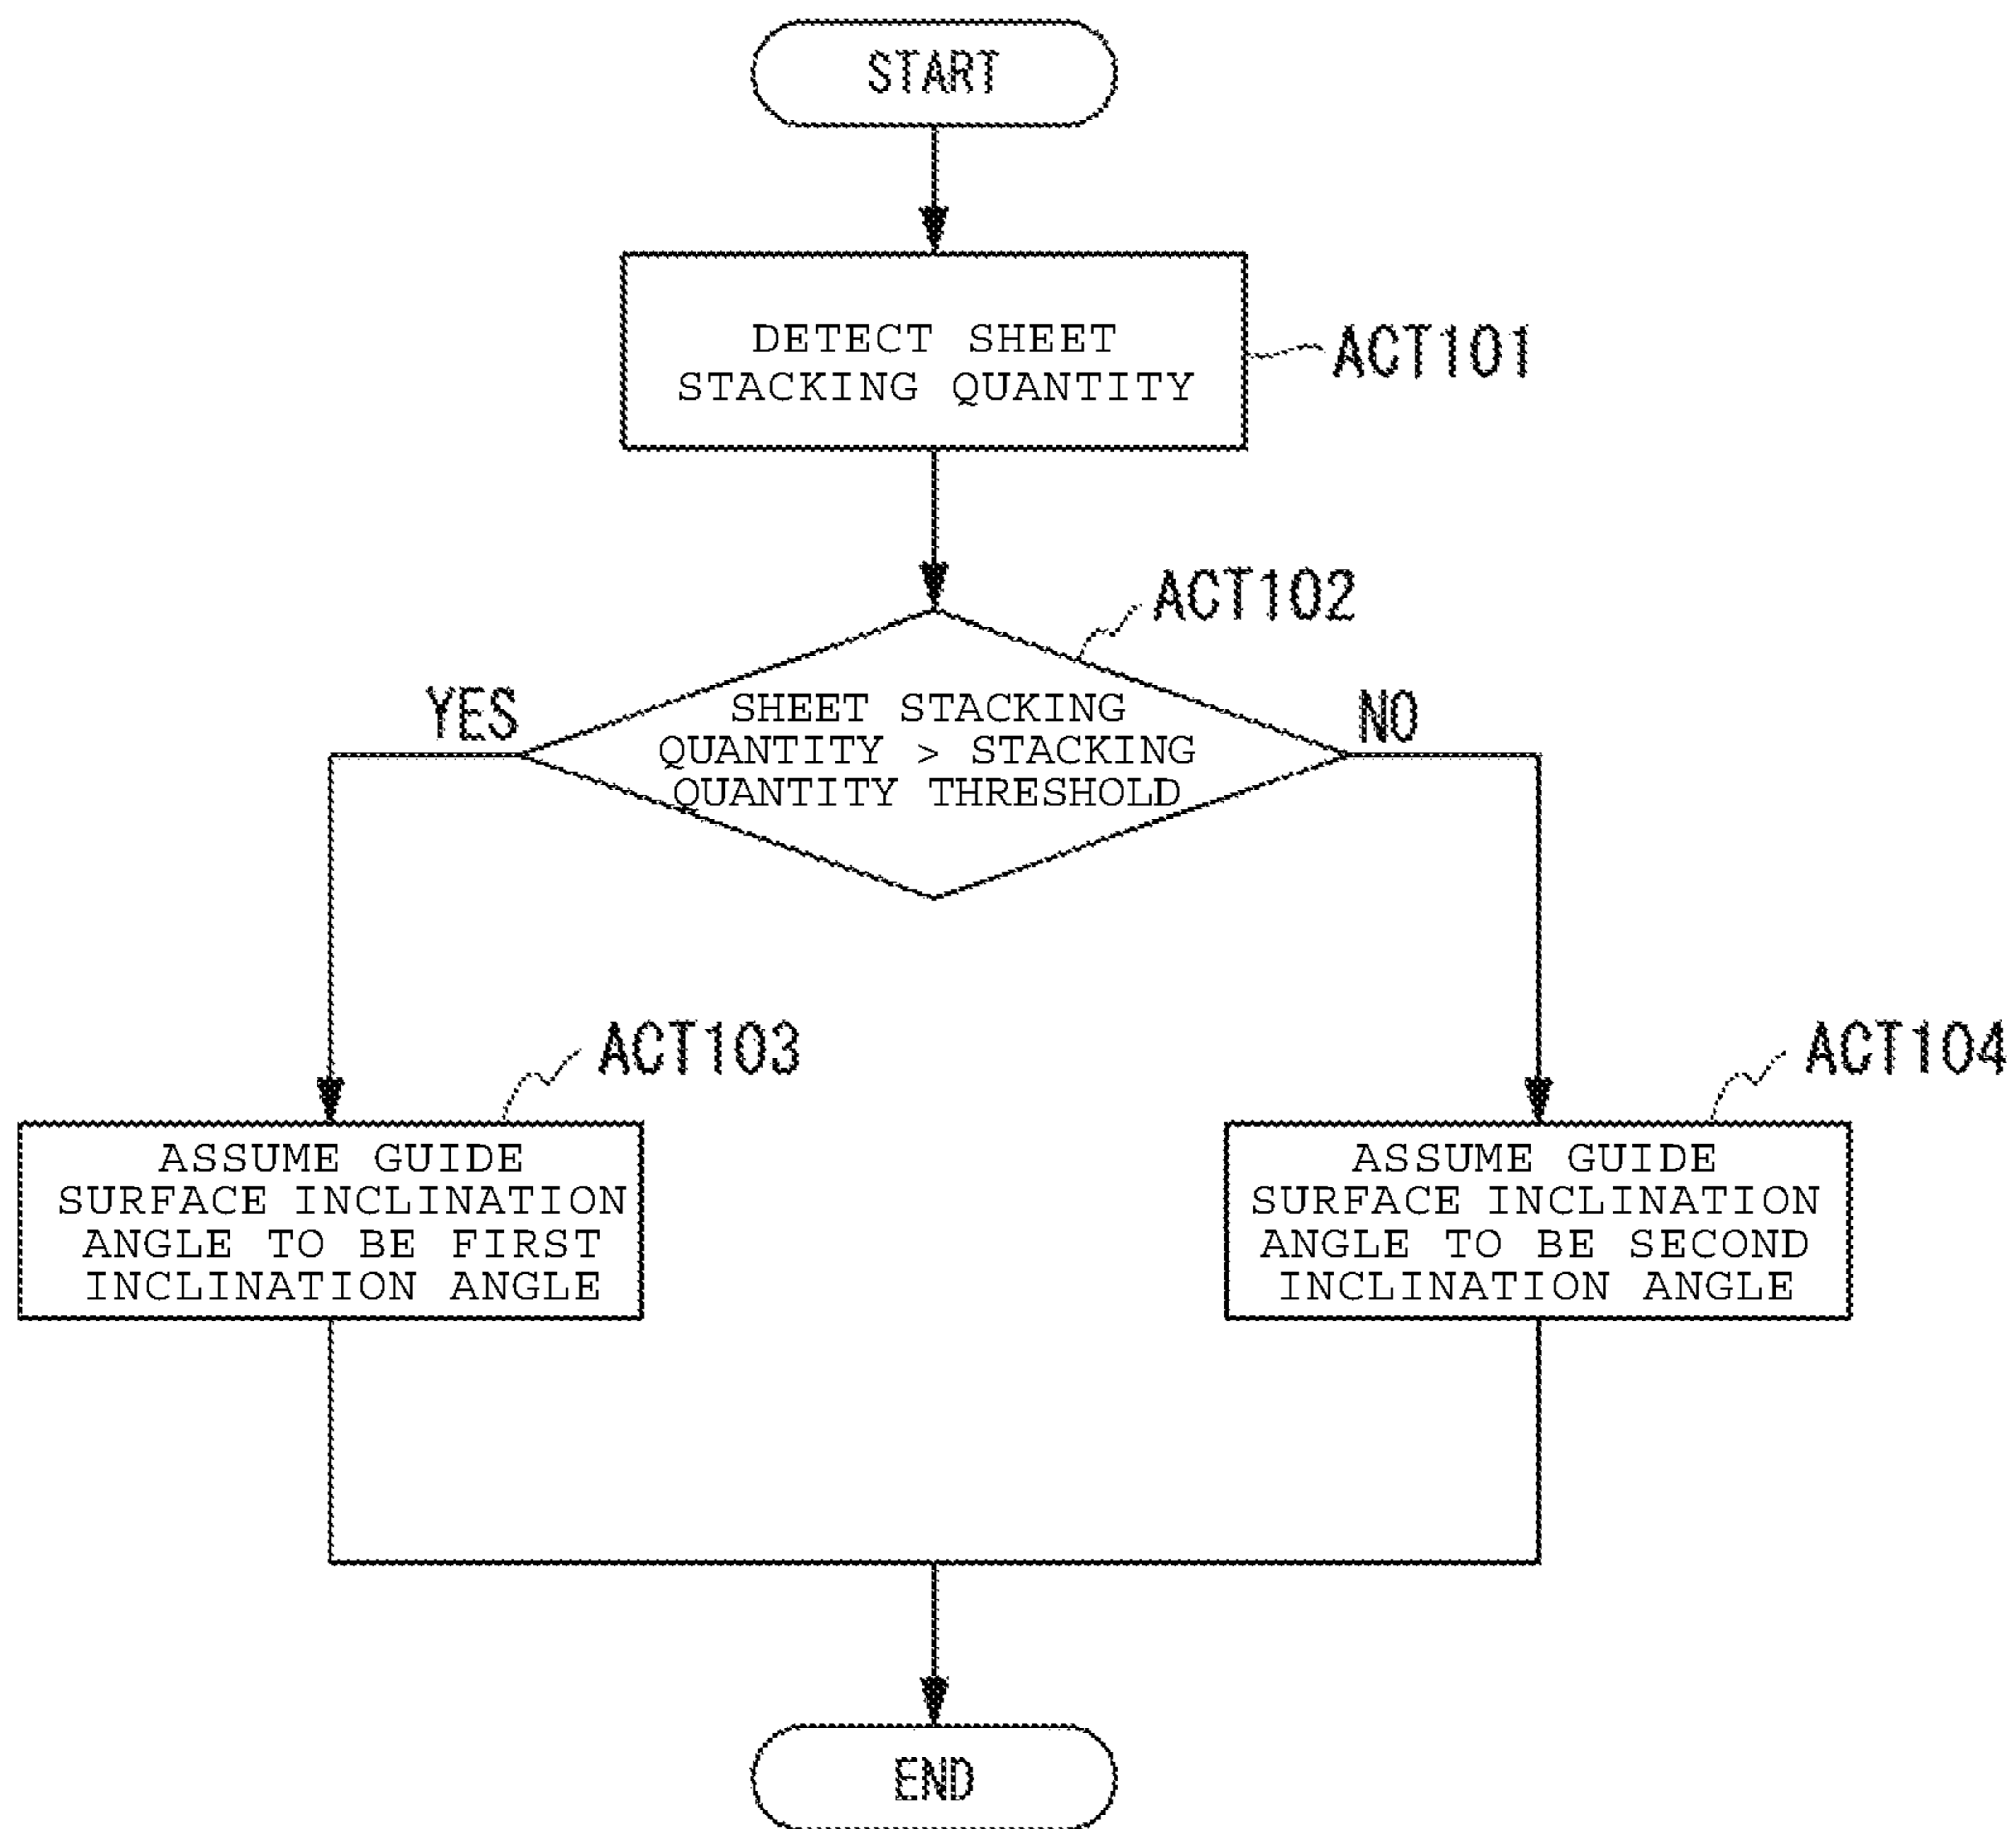 START
DETECT SHEET
STACKING QUANTITY
ACT101
ACT102
YES
SHEET STACKING
QUANTITY > STACKING
QUANTITY THRESHOLD
NO
ACT103
ASSUME GUIDE
SURFACE INCLINATION
ANGLE TO BE FIRST
INCLINATION ANGLE
ACT104
ASSUME GUIDE
SURFACE INCLINATION
ANGLE TO BE SECOND
INCLINATION ANGLE
END